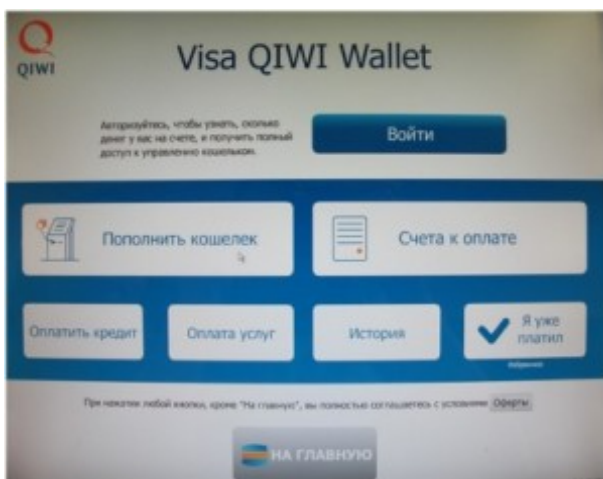 QIWI
Visa QIWI Wallet
Авторизуйтесь, чтобы узнать, сколько
денег у вас на счете, и получить полный
доступ к управлению кошельком.
Войти
Пополнить кошелек
Счета к оплате
Оплатить кредит
Оплата услуг
История
Я уже
платил
Избранное
При нажатии любой кнопки, кроме "На главную", вы полностью соглашаетесь с условиями Оферты
НА ГЛАВНУЮ